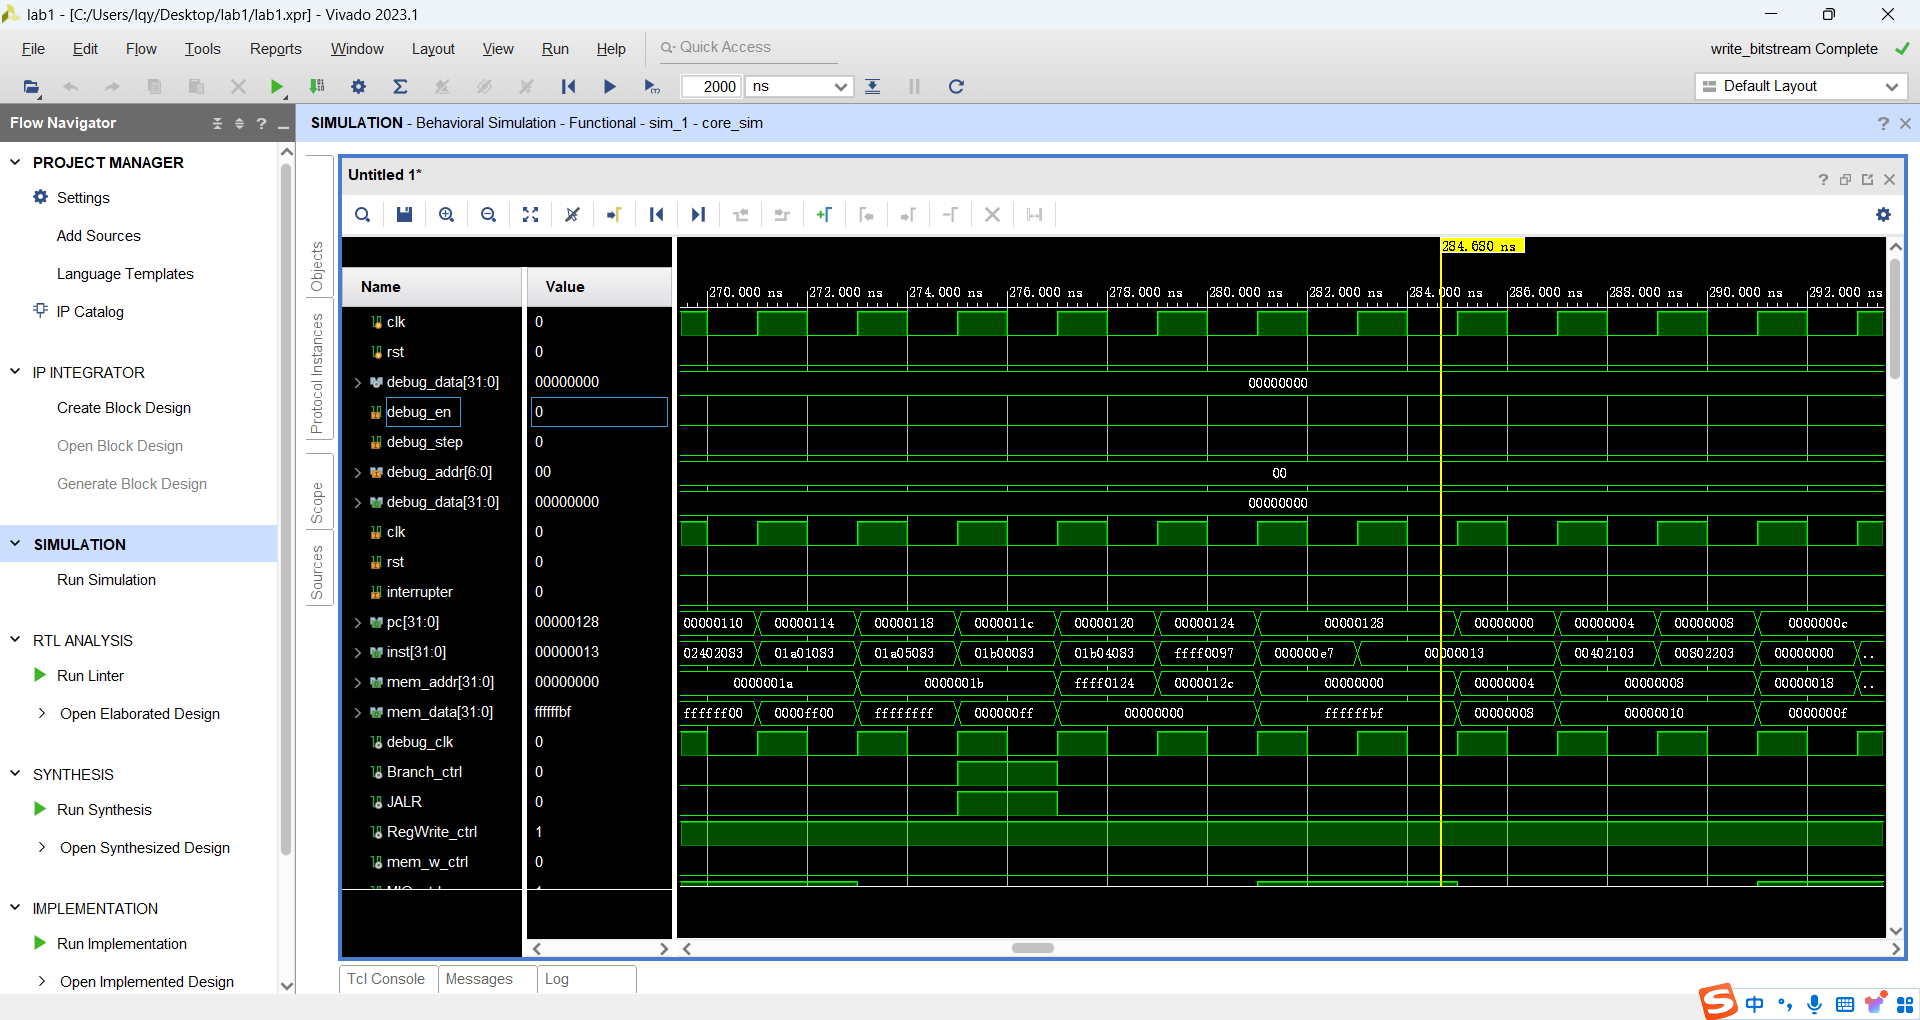 lab1 - [C:/Users/lqy/Desktop/lab1/lab1.xpr] - Vivado 2023.1
File Edit Flow Tools Reports Window Layout View Run Help Quick Access
write_bitstream Complete
2000 ns
Default Layout
Flow Navigator
SIMULATION - Behavioral Simulation - Functional - sim_1 - core_sim
PROJECT MANAGER
Settings
Add Sources
Language Templates
IP Catalog
IP INTEGRATOR
Create Block Design
Open Block Design
Generate Block Design
SIMULATION
Run Simulation
RTL ANALYSIS
Run Linter
Open Elaborated Design
SYNTHESIS
Run Synthesis
Open Synthesized Design
IMPLEMENTATION
Run Implementation
Open Implemented Design
Objects
Protocol Instances
Scope
Sources
Untitled 1*
284.680 ns
Name Value
270.000 ns 272.000 ns 274.000 ns 276.000 ns 278.000 ns 280.000 ns 282.000 ns 284.000 ns 286.000 ns 288.000 ns 290.000 ns 292.000 ns
clk 0
rst 0
debug_data[31:0] 00000000 00000000
debug_en 0
debug_step 0
debug_addr[6:0] 00 00
debug_data[31:0] 00000000 00000000
clk 0
rst 0
interrupter 0
pc[31:0] 00000128 00000110 00000114 00000118 0000011c 00000120 00000124 00000128 00000000 00000004 00000008 0000000c
inst[31:0] 00000013 02402083 01a01083 01a05083 01b00083 01b04083 ffff0097 000000e7 00000013 00402103 00802203 00000000 ..
mem_addr[31:0] 00000000 0000001a 0000001b ffff0124 0000012c 00000000 00000004 00000008 00000018 ..
mem_data[31:0] ffffffbf ffffff00 0000ff00 ffffffff 000000ff 00000000 ffffffbf 00000008 00000010 0000000f
debug_clk 0
Branch_ctrl 0
JALR 0
RegWrite_ctrl 1
mem_w_ctrl 0
Tcl Console Messages Log
中